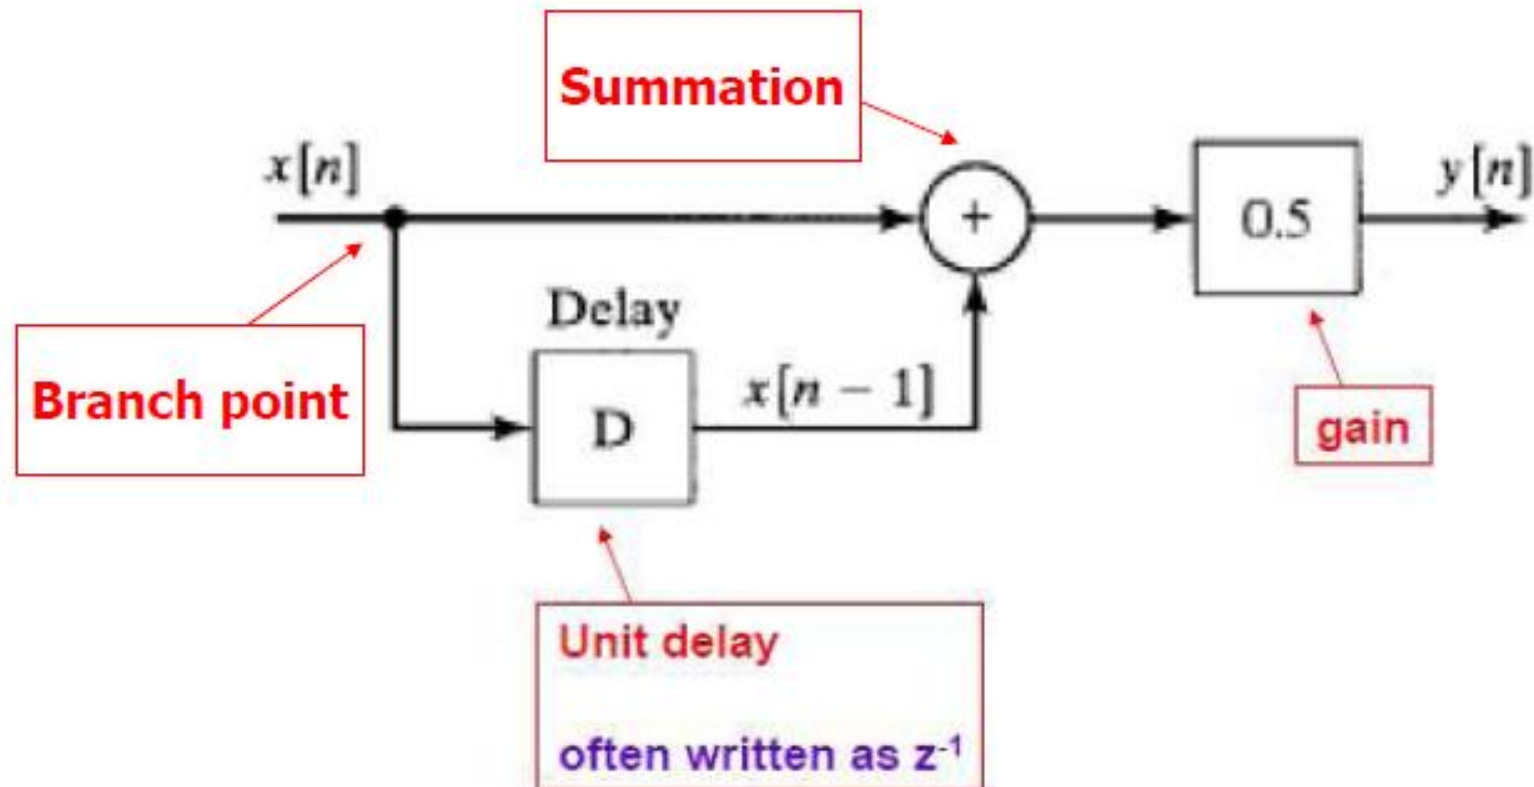 Summation
x[n]
+
0.5
y[n]
Branch point
Delay
D
x[n − 1]
gain
Unit delay
often written as z⁻¹